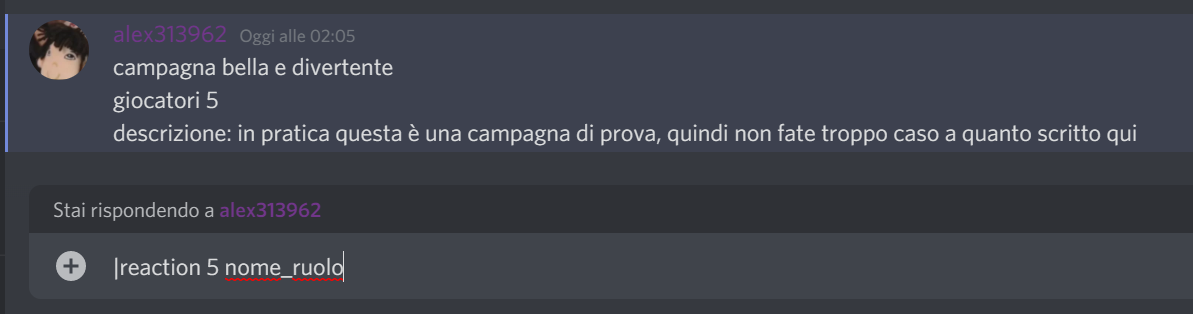 alex313962 Oggi alle 02:05
campagna bella e divertente
giocatori 5
descrizione: in pratica questa è una campagna di prova, quindi non fate troppo caso a quanto scritto qui
Stai rispondendo a alex313962
|reaction 5 nome_ruolo